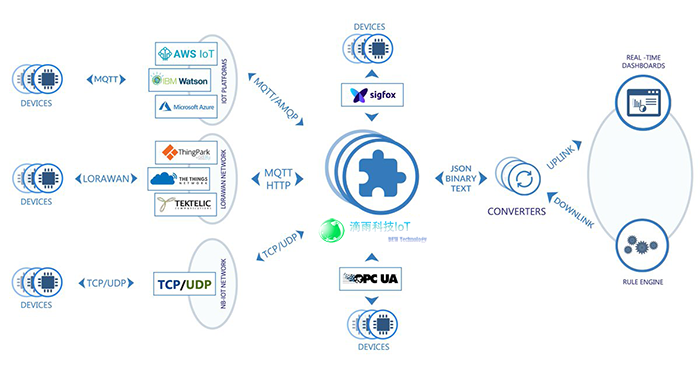 DEVICES
MQTT
AWS IoT
IBM Watson
Microsoft Azure
IOT PLATFORMS
MQTT/AMQP
DEVICES
sigfox
REAL -TIME
DASHBOARDS
DEVICES
LORAWAN
ThingPark
THE THINGS
NETWORK
TEKTELIC
COMMUNICATIONS
LORAWAN NETWORK
MQTT
HTTP
JSON
BINARY
TEXT
CONVERTERS
UPLINK
DOWNLINK
滴雨科技IoT
DEVICES
TCP/UDP
TCP/UDP
NB-IOT NETWORK
TCP/UDP
OPC UA
DEVICES
RULE ENGINE